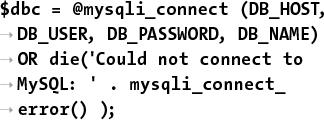 $dbc = @mysqli_connect (DB_HOST,
→ DB_USER, DB_PASSWORD, DB_NAME)
→ OR die('Could not connect to
→ MySQL: ' . mysqli_connect_
→ error() );